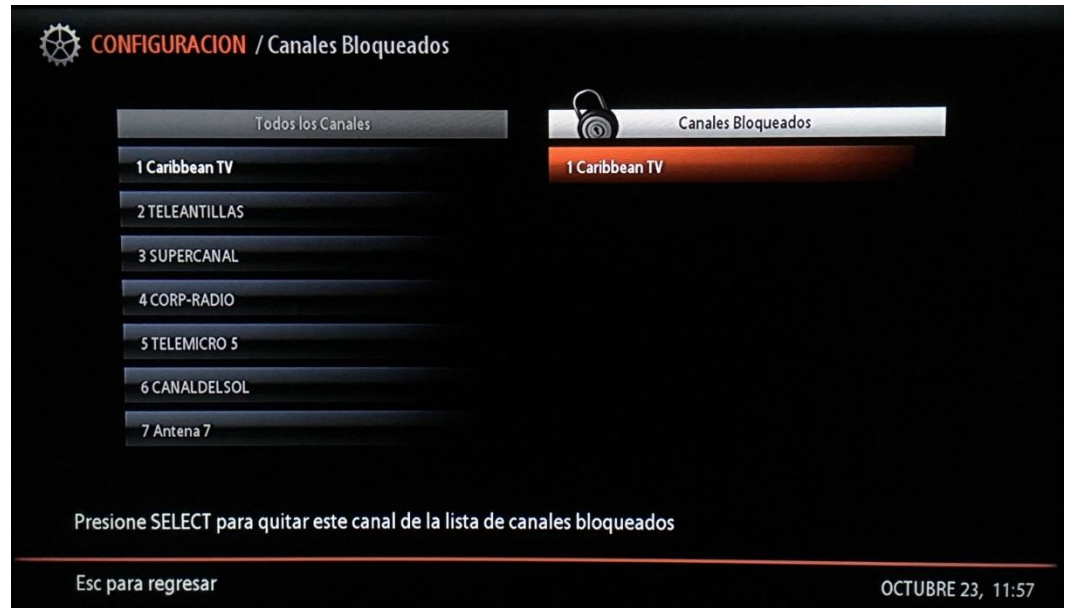 CONFIGURACION / Canales Bloqueados
Todos los Canales
1 Caribbean TV
2 TELEANTILLAS
3 SUPERCANAL
4 CORP-RADIO
5 TELEMICRO 5
6 CANALDELSOL
7 Antena 7
Canales Bloqueados
1 Caribbean TV
Presione SELECT para quitar este canal de la lista de canales bloqueados
Esc para regresar
OCTUBRE 23, 11:57